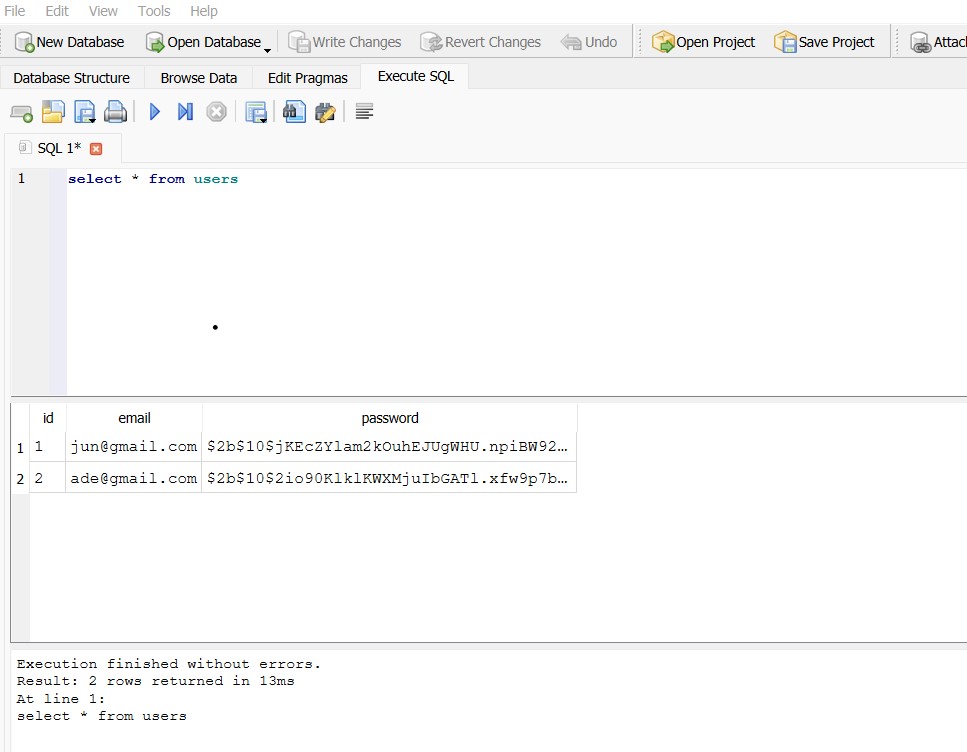 File Edit View Tools Help
New Database Open Database Write Changes Revert Changes Undo Open Project Save Project Attac
Database Structure Browse Data Edit Pragmas Execute SQL
SQL 1*
1 select * from users
id email password
1 1 jun@gmail.com $2b$10$jKEcZYlam2kOuhEJUgWHU.npiBW92…
2 2 ade@gmail.com $2b$10$2io90KlklKWXMjuIbGATl.xfw9p7b…
Execution finished without errors.
Result: 2 rows returned in 13ms
At line 1:
select * from users